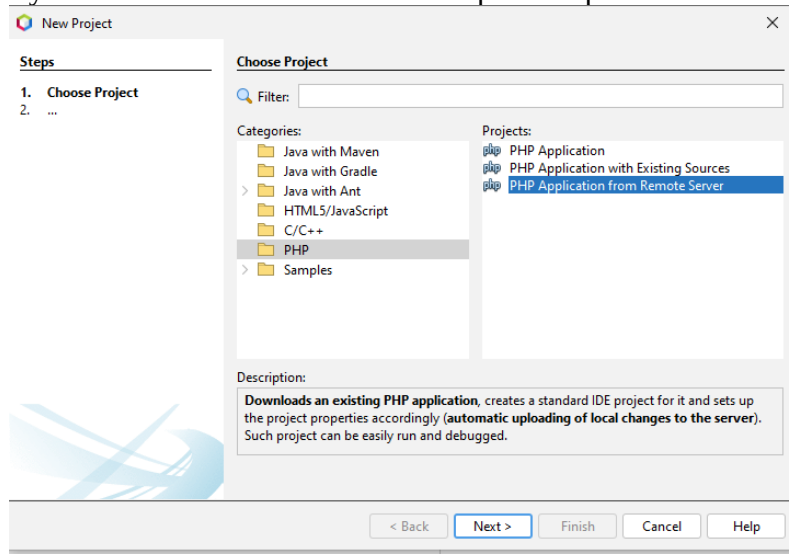 New Project
Steps
1. Choose Project
2. ...
Choose Project
Filter:
Categories:
Java with Maven
Java with Gradle
Java with Ant
HTML5/JavaScript
C/C++
PHP
Samples
Projects:
php PHP Application
php PHP Application with Existing Sources
php PHP Application from Remote Server
Description:
Downloads an existing PHP application, creates a standard IDE project for it and sets up
the project properties accordingly (automatic uploading of local changes to the server).
Such project can be easily run and debugged.
< Back
Next >
Finish
Cancel
Help